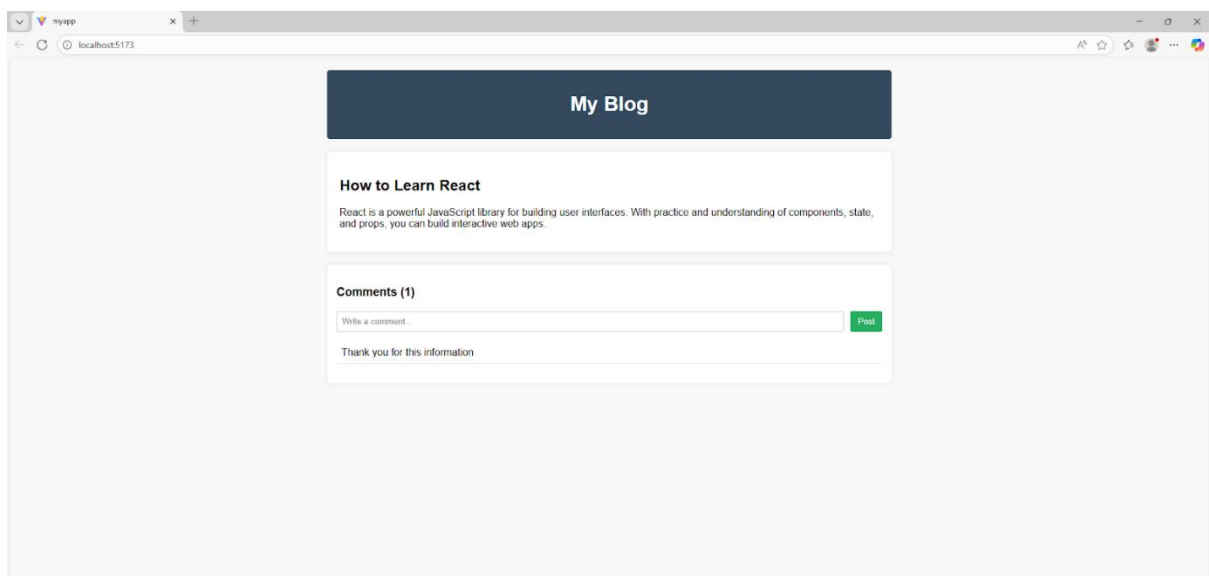 myapp
localhost:5173
My Blog
How to Learn React
React is a powerful JavaScript library for building user interfaces. With practice and understanding of components, state,
and props, you can build interactive web apps.
Comments (1)
Write a comment...
Post
Thank you for this information